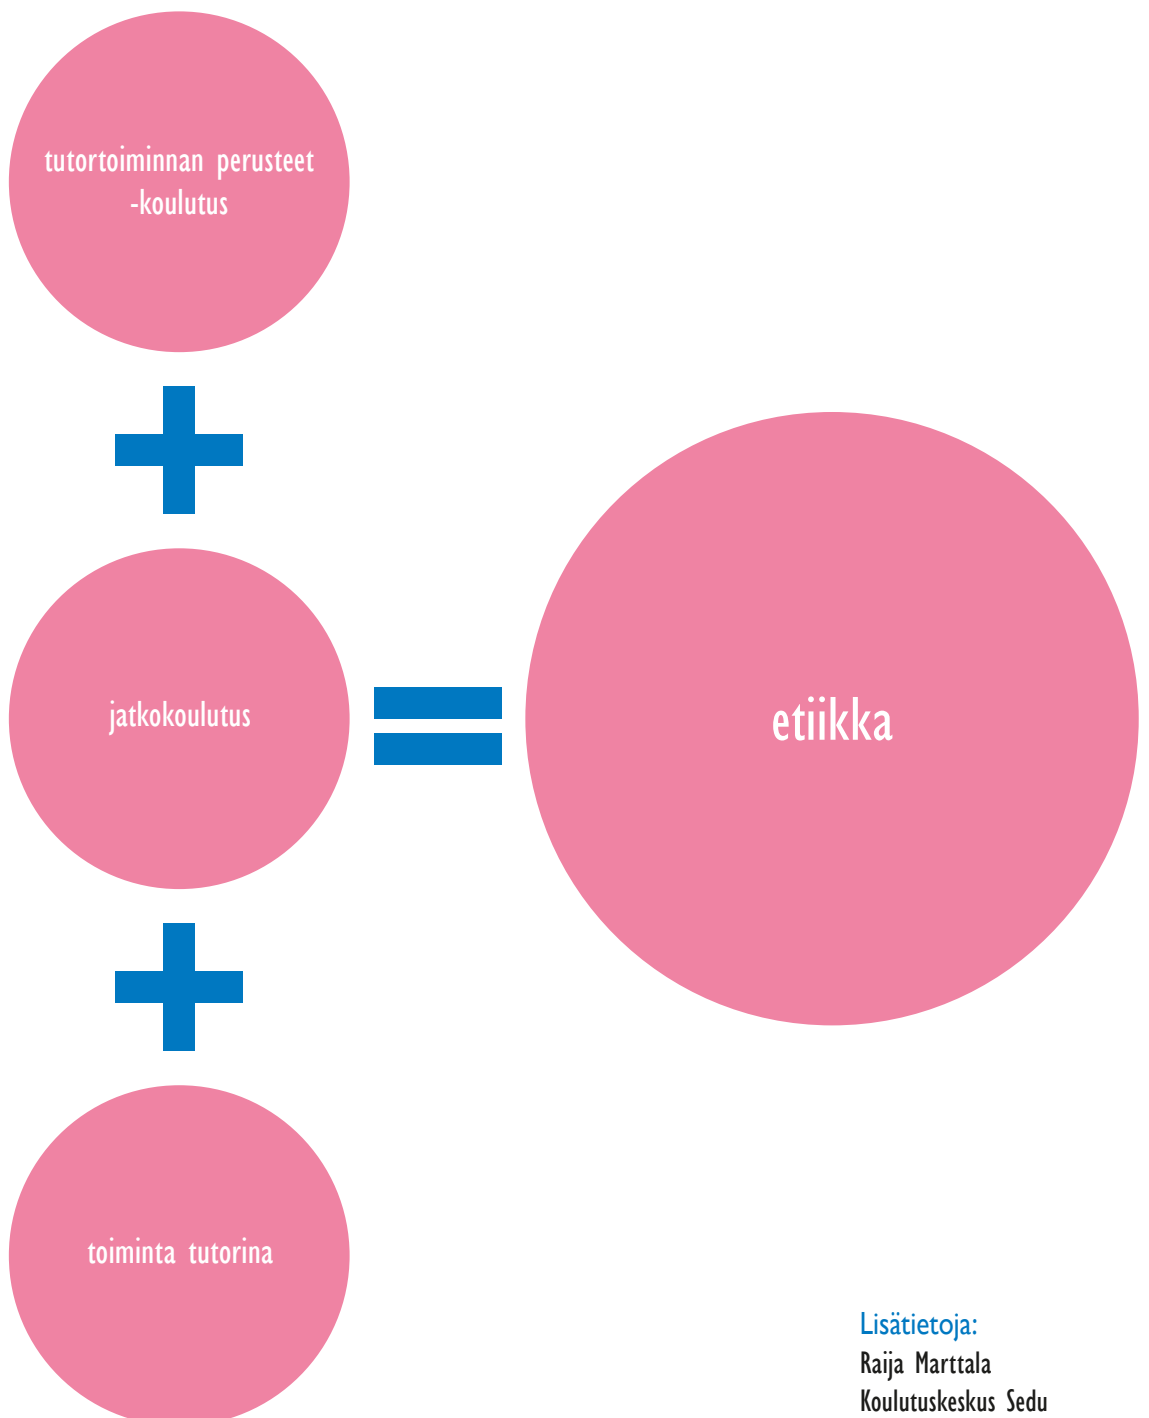 tutortoiminnan perusteet
-koulutus
jatkokoulutus
etiikka
toiminta tutorina
Lisätietoja:
Raija Marttala
Koulutuskeskus Sedu